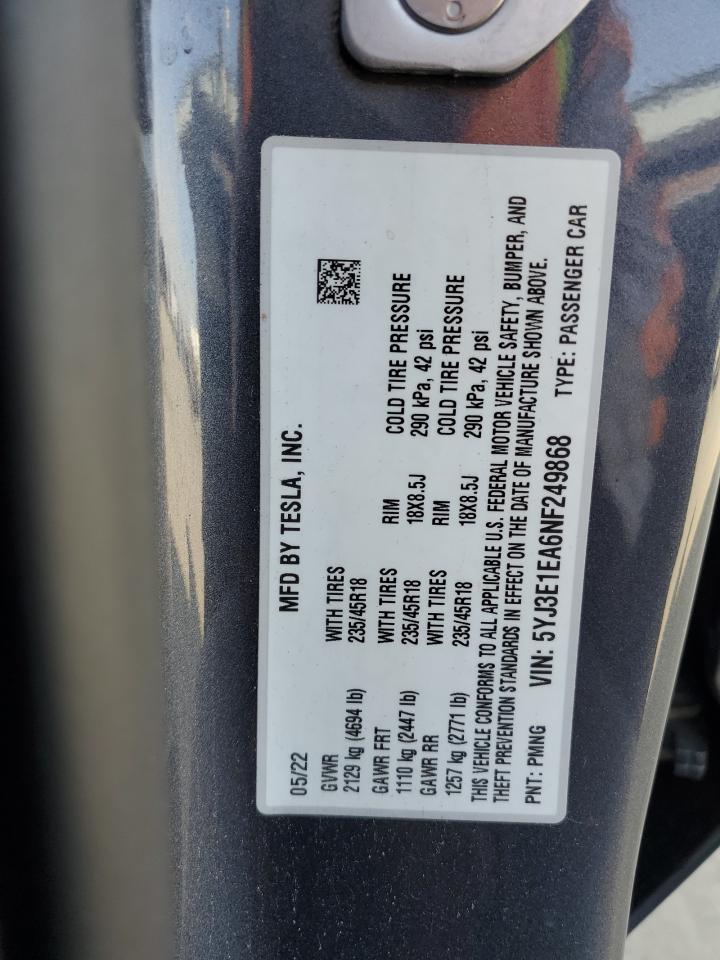 MFD BY TESLA, INC.
05/22
GVWR WITH TIRES RIM COLD TIRE PRESSURE
2129 kg (4694 lb) 235/45R18 18X8.5J 290 kPa, 42 psi
GAWR FRT WITH TIRES RIM COLD TIRE PRESSURE
1110 kg (2447 lb) 235/45R18 18X8.5J 290 kPa, 42 psi
GAWR RR WITH TIRES
1257 kg (2771 lb) 235/45R18
THIS VEHICLE CONFORMS TO ALL APPLICABLE U.S. FEDERAL MOTOR VEHICLE SAFETY, BUMPER, AND
THEFT PREVENTION STANDARDS IN EFFECT ON THE DATE OF MANUFACTURE SHOWN ABOVE.
PNT: PMNG VIN: 5YJ3E1EA6NF249868 TYPE: PASSENGER CAR